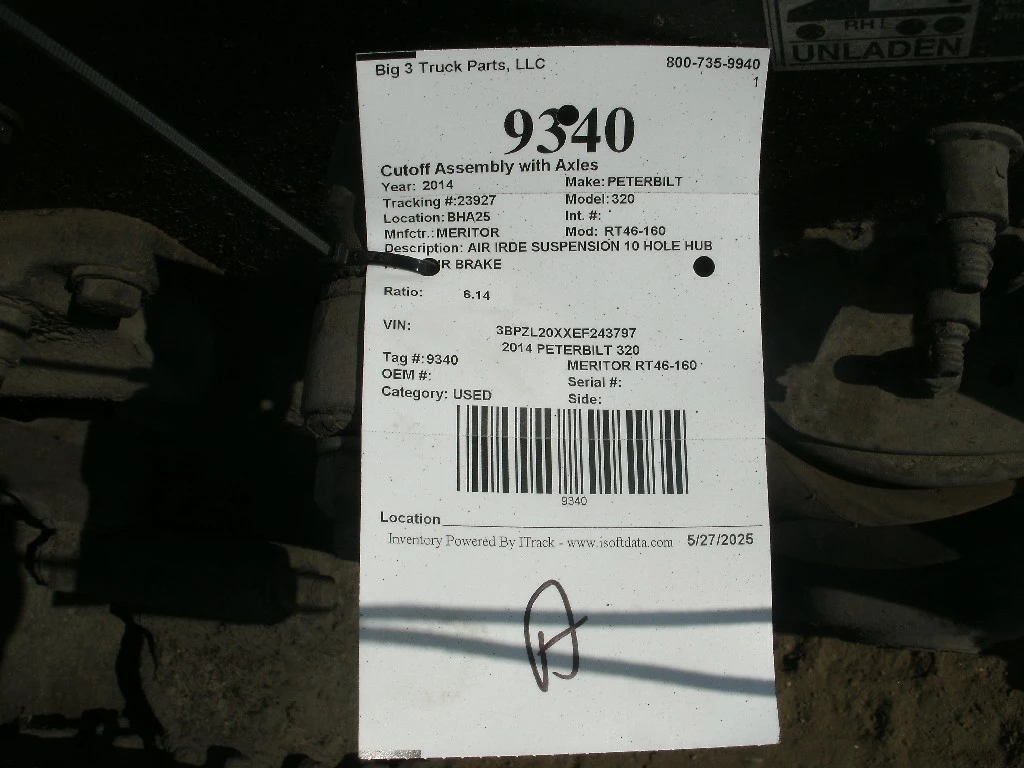 RH
UNLADEN
Big 3 Truck Parts, LLC 800-735-9940
1
9340
Cutoff Assembly with Axles
Year: 2014 Make: PETERBILT
Tracking #:23927 Model: 320
Location: BHA25 Int. #:
Mnfctr.: MERITOR Mod: RT46-160
Description: AIR IRDE SUSPENSION 10 HOLE HUB
BRAKE
Ratio: 6.14
VIN: 3BPZL20XXEF243797
2014 PETERBILT 320
Tag #: 9340 MERITOR RT46-160
OEM #: Serial #:
Category: USED Side:
9340
Location
Inventory Powered By ITrack - www.isoftdata.com 5/27/2025